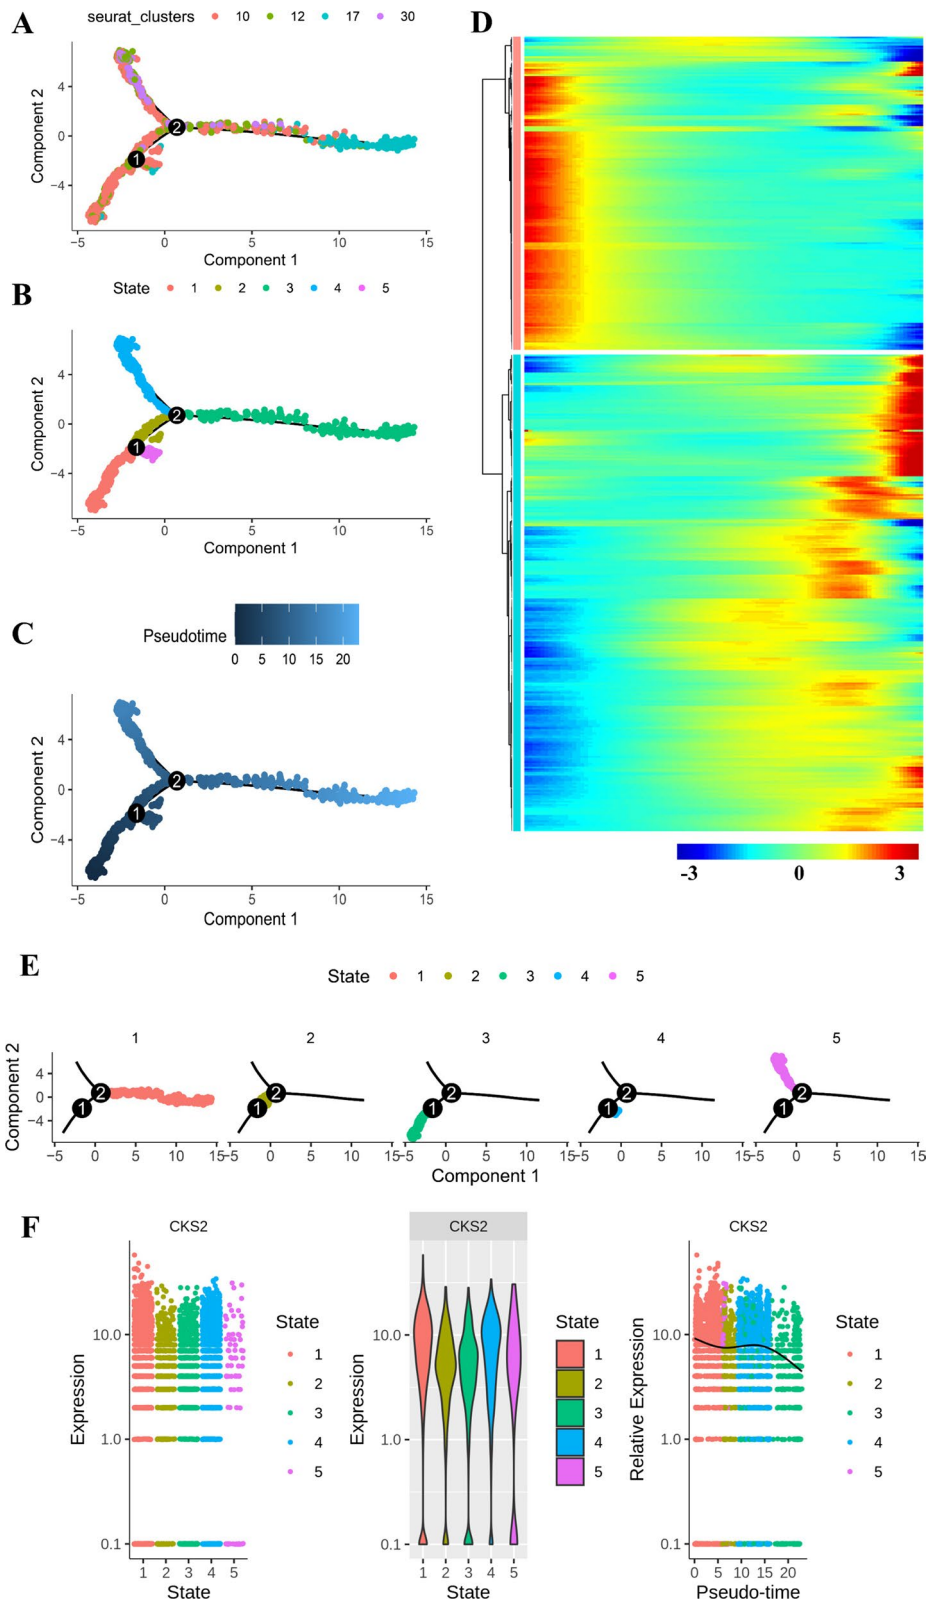 A
seurat_clusters 10 12 17 30
Component 2
4
0
−4
−5 0 5 10 15
Component 1
B
State 1 2 3 4 5
Component 2
4
0
−4
1
2
−5 0 5 10 15
Component 1
C
Pseudotime
0 5 10 15 20
Component 2
4
0
−4
1
2
−5 0 5 10 15
Component 1
D
-3 0 3
E
State 1 2 3 4 5
1 2 3 4 5
Component 2
4
0
−4
1 2 1 2 1 2 1 2 1 2
−5 0 5 10 15 −5 0 5 10 15 −5 0 5 10 15 −5 0 5 10 15 −5 0 5 10 15
Component 1
F
CKS2
Expression
10.0
1.0
0.1
1 2 3 4 5
State
State
1
2
3
4
5
CKS2
Expression
10.0
1.0
0.1
1 2 3 4 5
State
State
1
2
3
4
5
CKS2
Relative Expression
10.0
1.0
0.1
0 5 10 15 20
Pseudo-time
State
1
2
3
4
5